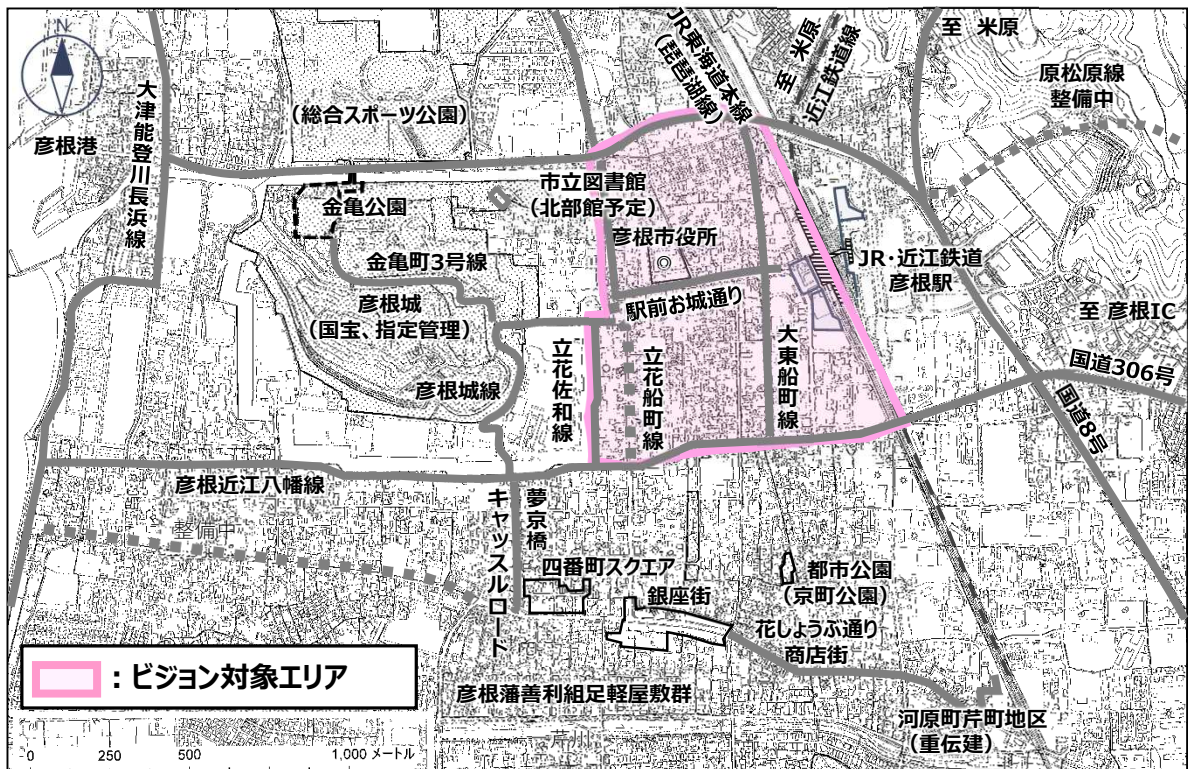 N
大津能登川長浜線
彦根港
(総合スポーツ公園)
金亀公園
市立図書館
(北部館予定)
彦根市役所
金亀町3号線
彦根城
(国宝、指定管理)
彦根城線
駅前お城通り
立花佐和線
立花船町線
大東船町線
JR東海道本線
(琵琶湖線)
至 米原
近江鉄道線
至 米原
原松原線
整備中
JR・近江鉄道
彦根駅
至 彦根IC
国道306号
国道8号
彦根近江八幡線
整備中
夢京橋
キャッスルロード
四番町スクエア
銀座街
都市公園
(京町公園)
花しょうぶ通り
商店街
:ビジョン対象エリア
彦根藩善利組足軽屋敷群
芹川
河原町芹町地区
(重伝建)
0 250 500 1,000 メートル